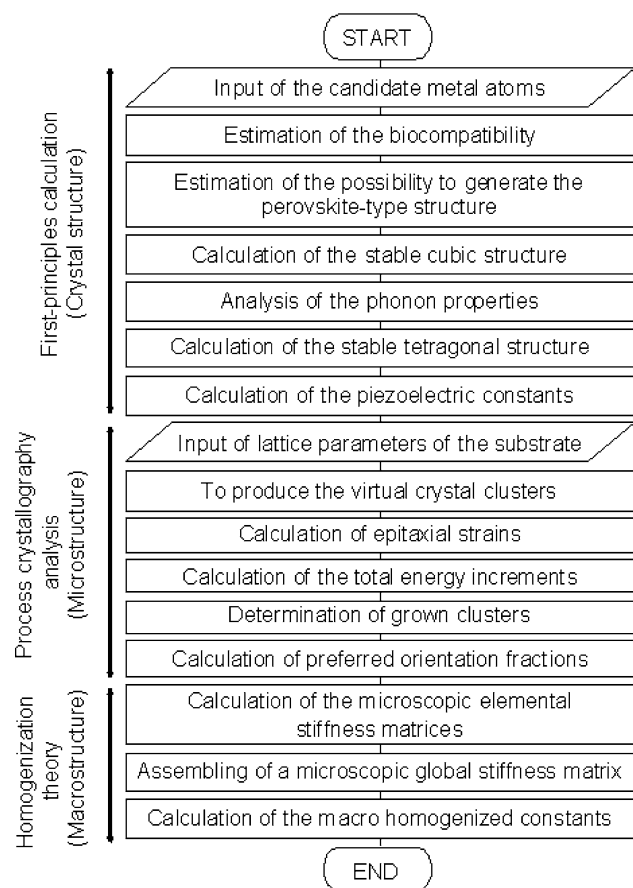 START
First-principles calculation
(Crystal structure)
Input of the candidate metal atoms
Estimation of the biocompatibility
Estimation of the possibility to generate the
perovskite-type structure
Calculation of the stable cubic structure
Analysis of the phonon properties
Calculation of the stable tetragonal structure
Calculation of the piezoelectric constants
Process crystallography
analysis
(Microstructure)
Input of lattice parameters of the substrate
To produce the virtual crystal clusters
Calculation of epitaxial strains
Calculation of the total energy increments
Determination of grown clusters
Calculation of preferred orientation fractions
Homogenization
theory
(Macrostructure)
Calculation of the microscopic elemental
stiffness matrices
Assembling of a microscopic global stiffness matrix
Calculation of the macro homogenized constants
END